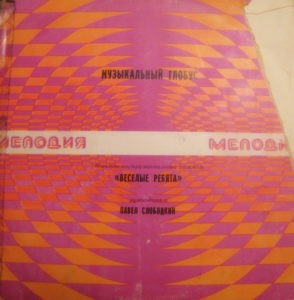 МУЗЫКАЛЬНЫЙ ГЛОБУС
МЕЛОДИЯ МЕЛОДИ
«ВЕСЕЛЫЕ РЕБЯТА»
ПАВЕЛ СЛОБОДКИН